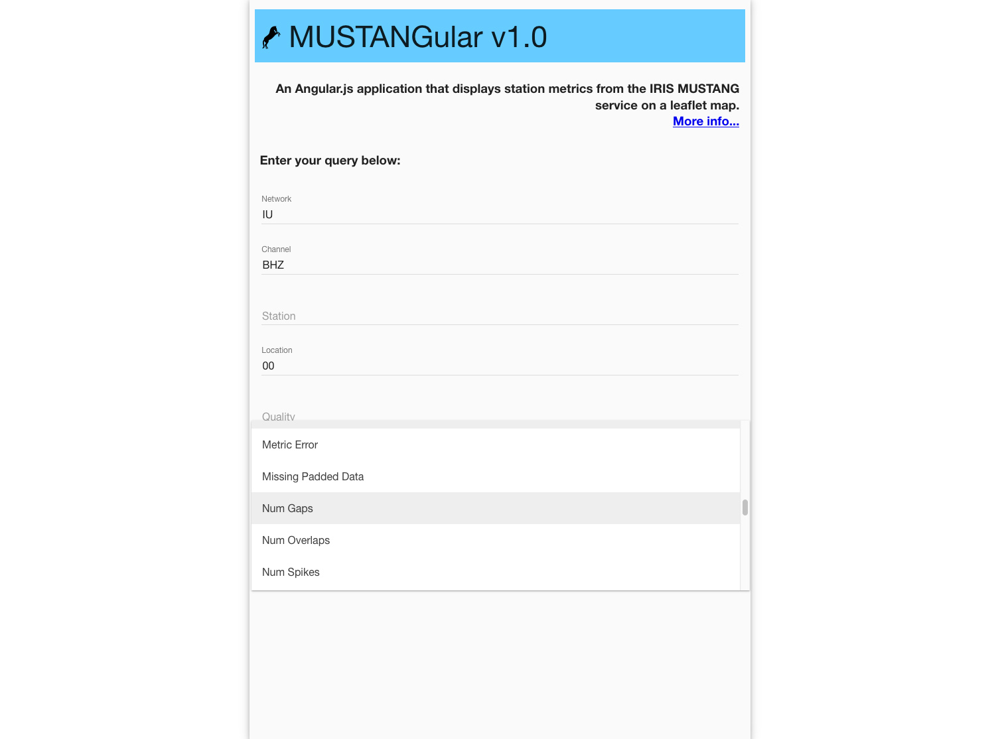 MUSTANGular v1.0
An Angular.js application that displays station metrics from the IRIS MUSTANG
service on a leaflet map.
More info...
Enter your query below:
Network
IU
Channel
BHZ
Station
Location
00
Quality
Metric Error
Missing Padded Data
Num Gaps
Num Overlaps
Num Spikes